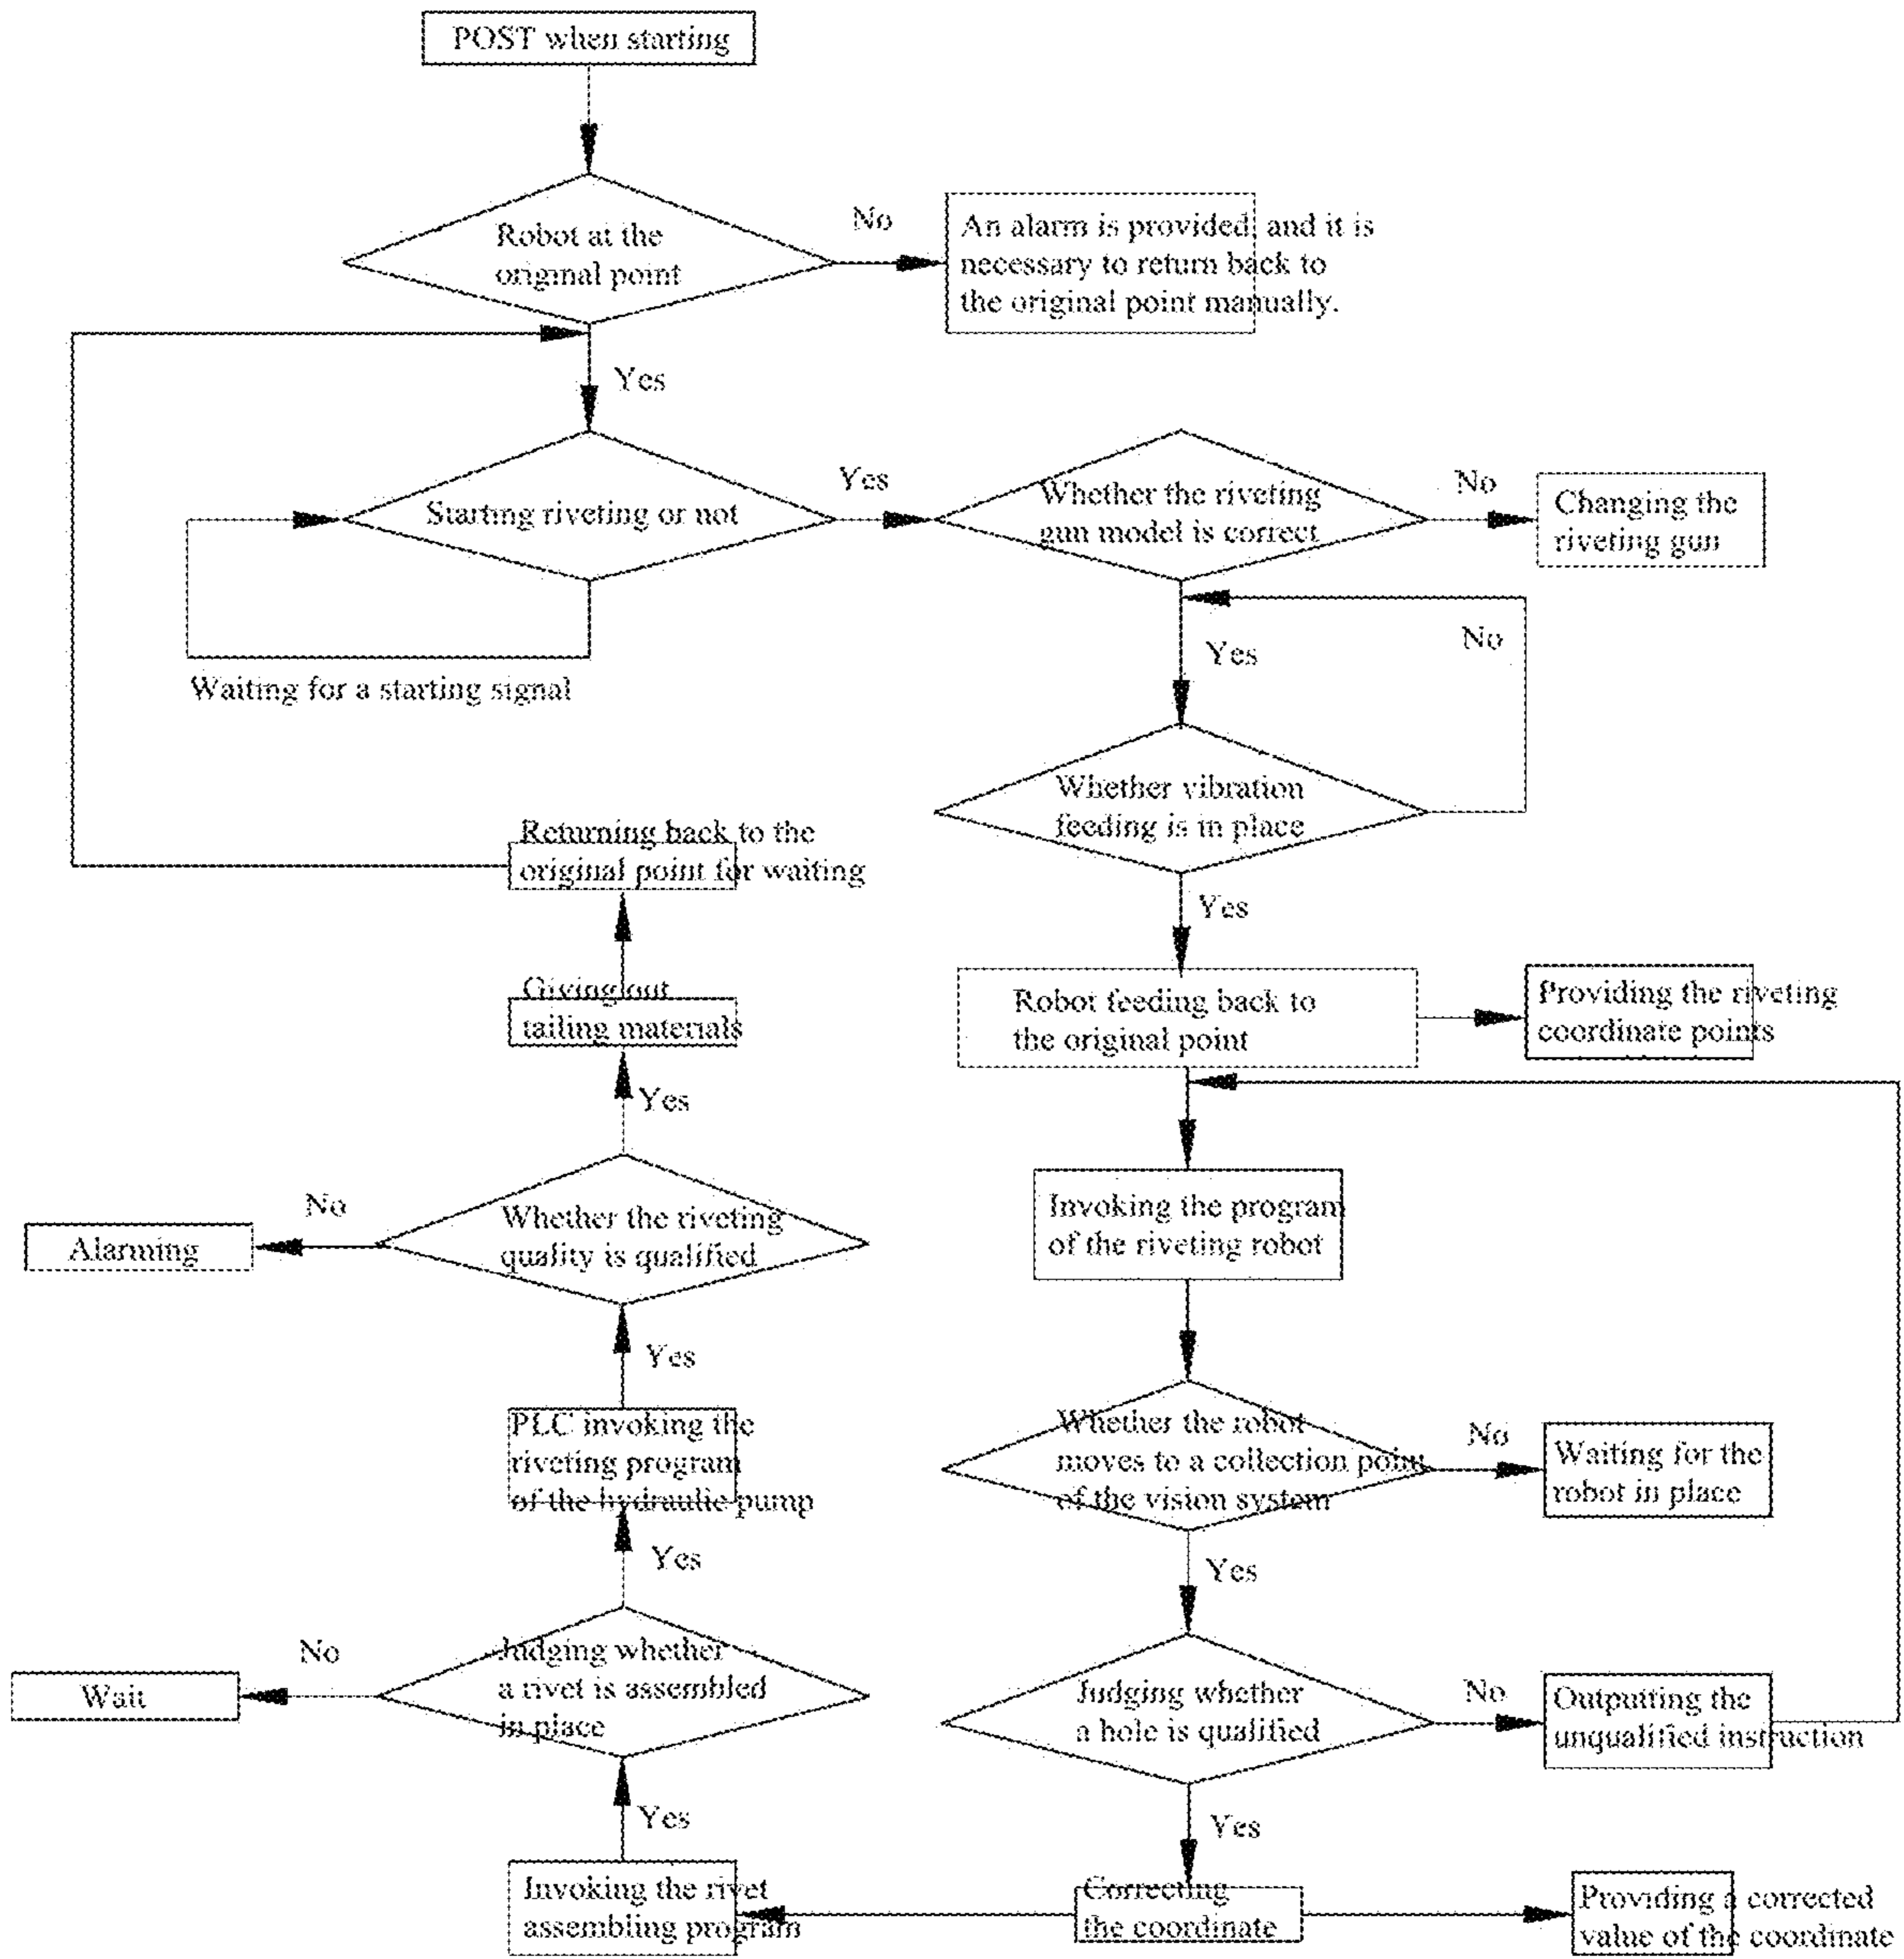 POST when starting
Robot at the
original point
No
An alarm is provided, and it is
necessary to return back to
the original point manually.
Yes
Starting riveting or not
Yes
Whether the riveting
gun model is correct
No
Changing the
riveting gun
Waiting for a starting signal
Yes
No
Whether vibration
feeding is in place
Yes
Robot feeding back to
the original point
Providing the riveting
coordinate points
Invoking the program
of the riveting robot
Whether the robot
moves to a collection point
of the vision system
No
Waiting for the
robot in place
Yes
Judging whether
a hole is qualified
No
Outputting the
unqualified instruction
Yes
Correcting
the coordinate
Providing a corrected
value of the coordinate
Invoking the rivet
assembling program
Yes
Judging whether
a rivet is assembled
in place
No
Wait
Yes
PLC invoking the
riveting program
of the hydraulic pump
Yes
Whether the riveting
quality is qualified
No
Alarming
Yes
Giving out
tailing materials
Returning back to the
original point for waiting